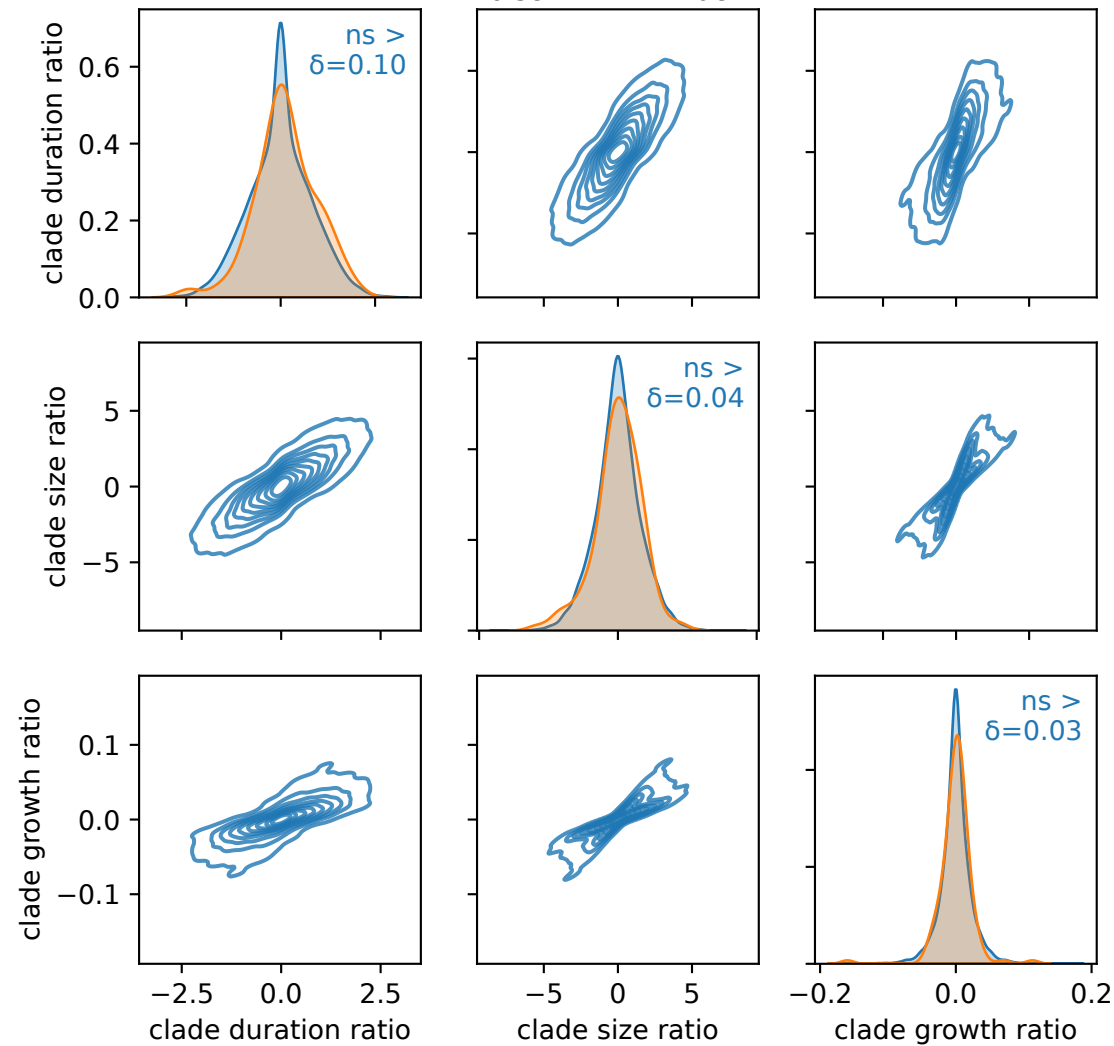 clade duration ratio
0.6
0.4
0.2
0.0
ns >
δ=0.10
clade size ratio
5
0
−5
ns >
δ=0.04
clade growth ratio
0.1
0.0
−0.1
ns >
δ=0.03
−2.5 0.0 2.5
−5 0 5
−0.2 0.0 0.2
clade duration ratio
clade size ratio
clade growth ratio